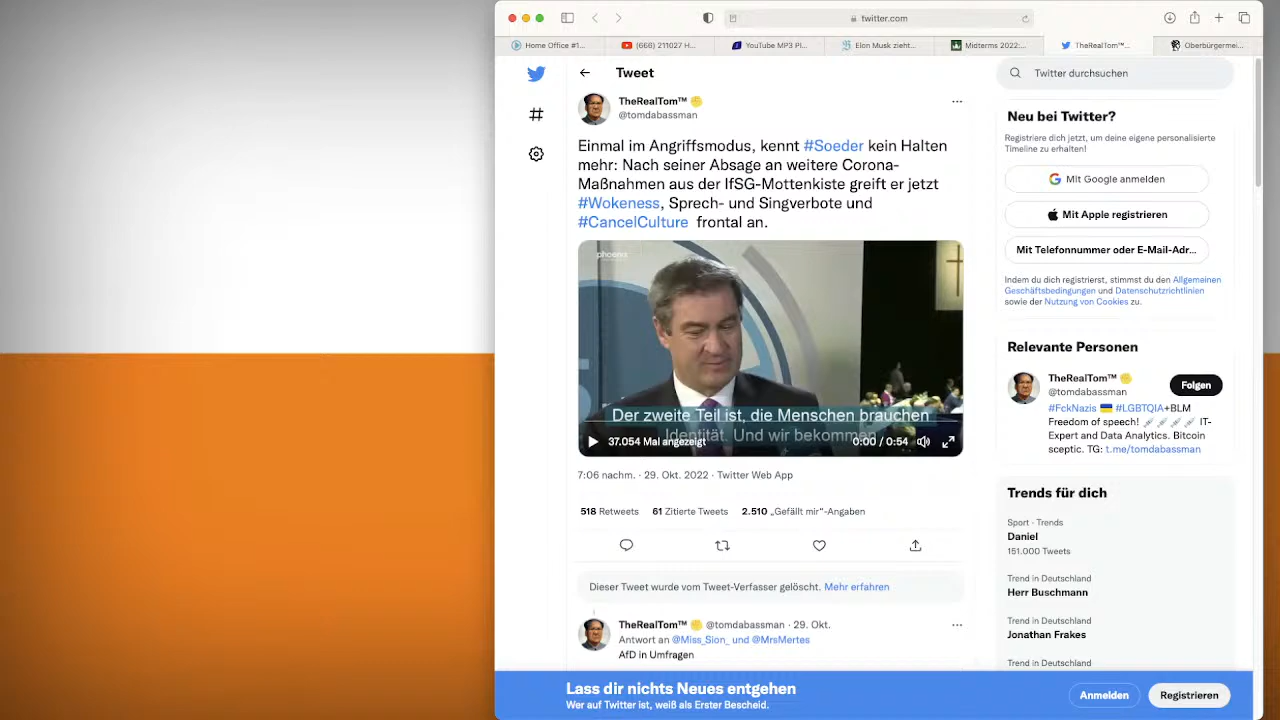 twitter.com
Home Office #1...
(666) 211027 H...
YouTube MP3 Pl...
Elon Musk zieht...
Midterms 2022:...
TheRealTom™...
Oberbürgermei...
Tweet
Twitter durchsuchen
TheRealTom™ ✊
@tomdabassman
Einmal im Angriffsmodus, kennt #Soeder kein Halten
mehr: Nach seiner Absage an weitere Corona-
Maßnahmen aus der IfSG-Mottenkiste greift er jetzt
#Wokeness, Sprech- und Singverbote und
#CancelCulture frontal an.
phoenix
Der zweite Teil ist, die Menschen brauchen
Identität. Und wir bekommen
37.054 Mal angezeigt
0:00 / 0:54
7:06 nachm. · 29. Okt. 2022 · Twitter Web App
518 Retweets 61 Zitierte Tweets 2.510 „Gefällt mir“-Angaben
Dieser Tweet wurde vom Tweet-Verfasser gelöscht. Mehr erfahren
TheRealTom™ ✊ @tomdabassman · 29. Okt.
Antwort an @Miss_Sion_ und @MrsMertes
AfD in Umfragen
Neu bei Twitter?
Registriere dich jetzt, um deine eigene personalisierte
Timeline zu erhalten!
Mit Google anmelden
Mit Apple registrieren
Mit Telefonnummer oder E-Mail-Adr...
Indem du dich registrierst, stimmst du den Allgemeinen
Geschäftsbedingungen und Datenschutzrichtlinien
sowie der Nutzung von Cookies zu.
Relevante Personen
TheRealTom™ ✊
@tomdabassman
Folgen
#FckNazis 🇺🇦 #LGBTQIA+BLM
Freedom of speech! 💉 💉 💉 💉 IT-
Expert and Data Analytics. Bitcoin
sceptic. TG: t.me/tomdabassman
Trends für dich
Sport · Trends
Daniel
151.000 Tweets
Trend in Deutschland
Herr Buschmann
Trend in Deutschland
Jonathan Frakes
Trend in Deutschland
Lass dir nichts Neues entgehen
Wer auf Twitter ist, weiß als Erster Bescheid.
Anmelden
Registrieren